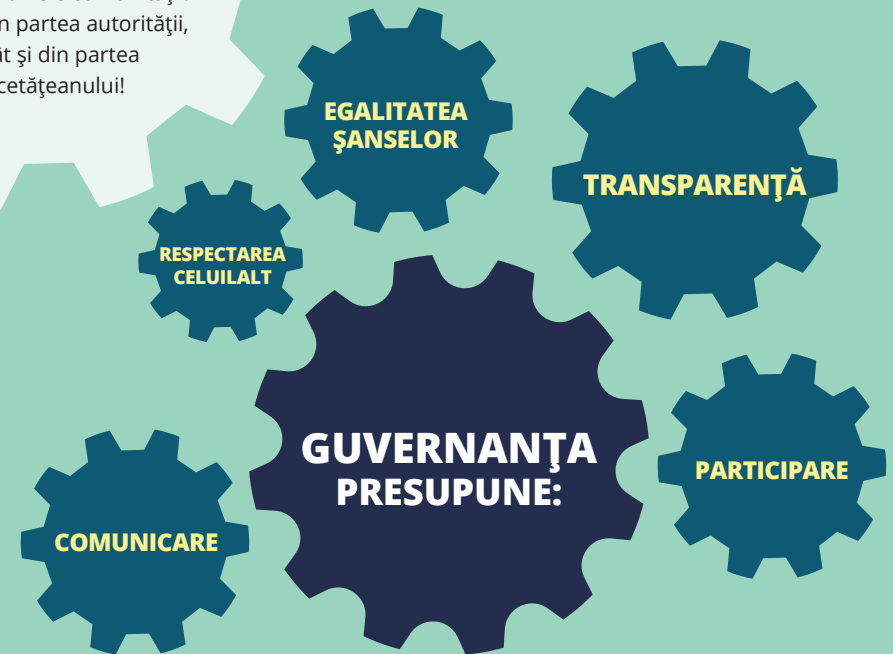 n partea autorităţii,
t şi din partea
cetăţeanului!
EGALITATEA
ŞANSELOR
TRANSPARENŢĂ
RESPECTAREA
CELUILALT
GUVERNANŢA
PRESUPUNE:
PARTICIPARE
COMUNICARE